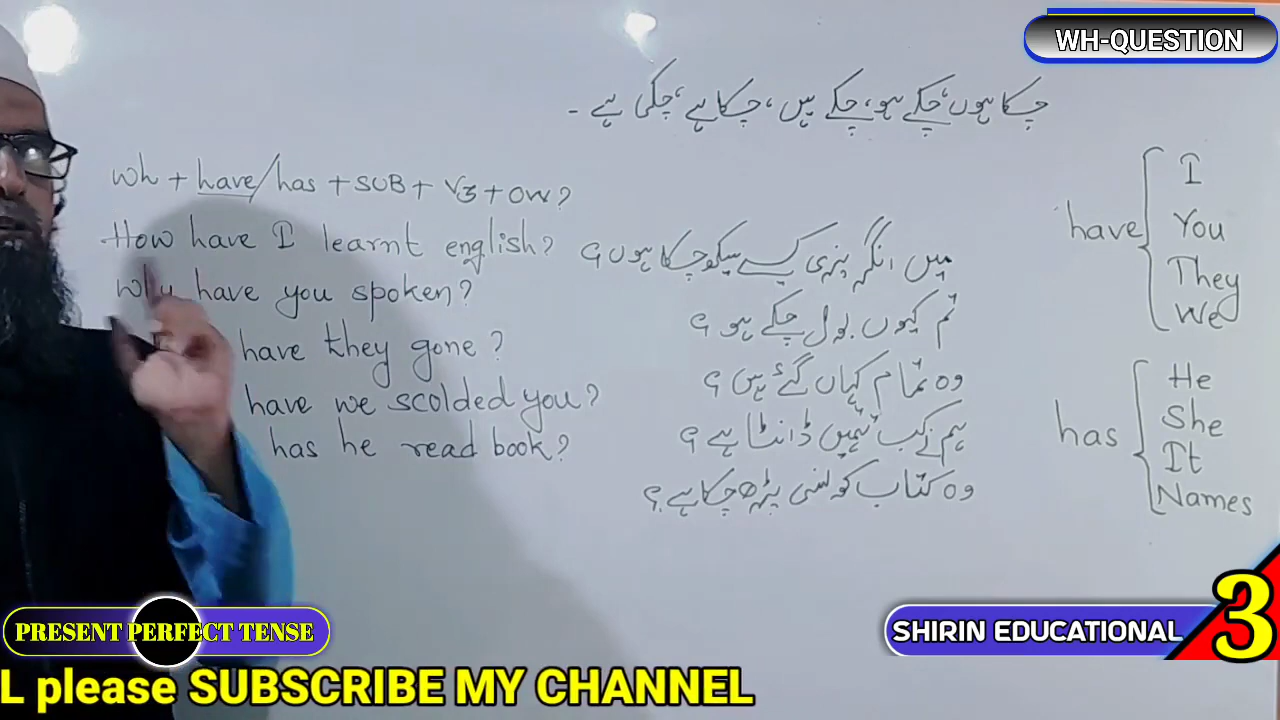 WH-QUESTION
چکا ہوں، چکے ہو، چکے ہیں، چکا ہے، چکی ہے ۔
Wh + have/has + SUB + V3 + OW?
How have I learnt english? میں انگریزی کیسے سیکھ چکا ہوں؟
Why have you spoken? تم کیوں بول چکے ہو؟
have they gone? وہ تمام کہاں گئے ہیں؟
have we scolded you? ہم نے کب تمہیں ڈانٹا ہے؟
has he read book? وہ کتاب کونسی پڑھ چکا ہے؟
have
I
You
They
We
has
He
She
It
Names
PRESENT PERFECT TENSE
SHIRIN EDUCATIONAL
3
L please SUBSCRIBE MY CHANNEL